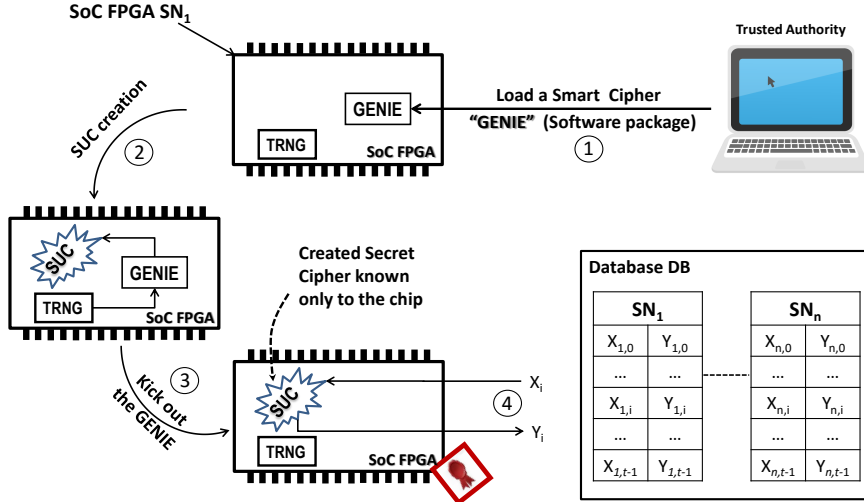 SoC FPGA SN1
Trusted Authority
GENIE
TRNG
SoC FPGA
Load a Smart Cipher
"GENIE" (Software package)
1
SUC creation
2
SUC
GENIE
TRNG
SoC FPGA
Created Secret
Cipher known
only to the chip
3
Kick out
the GENIE
SUC
TRNG
SoC FPGA
4
Xi
Yi
Database DB
SN1 SNn
X1,0 Y1,0 Xn,0 Yn,0
... ... ... ...
X1,i Y1,i Xn,i Yn,i
... ... ... ...
X1,t-1 Y1,t-1 Xn,t-1 Yn,t-1